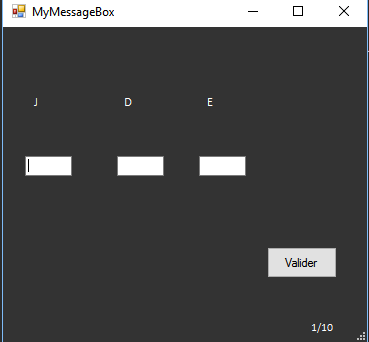 MyMessageBox
J D E
Valider
1/10